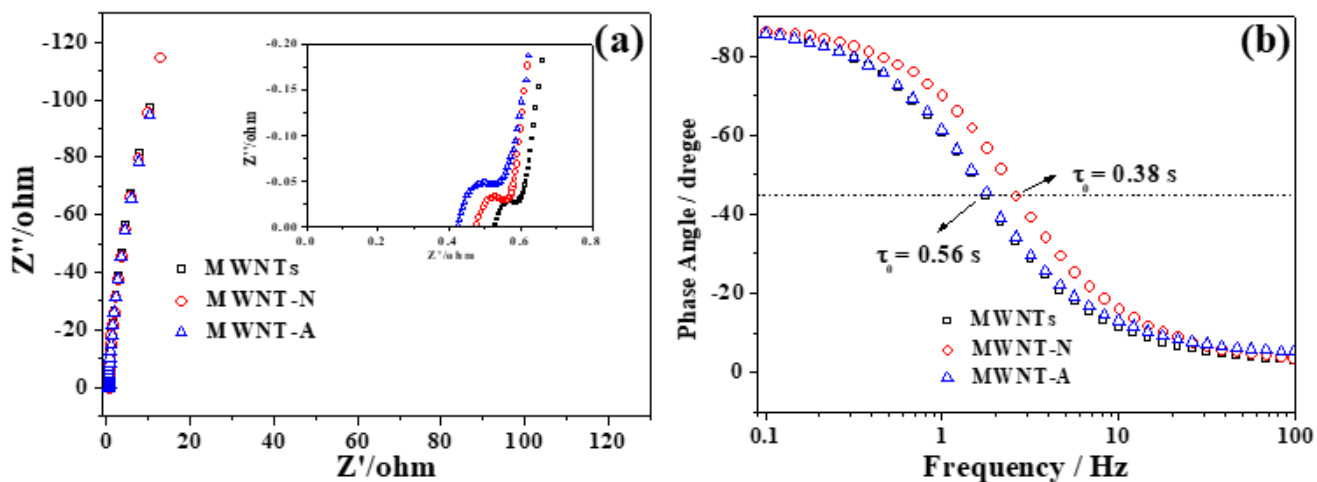 (a)
Z''/ohm
-120
-100
-80
-60
-40
-20
0
0 20 40 60 80 100 120
Z'/ohm
Z''/ohm
-0.20
-0.15
-0.10
-0.05
0.00
0.0 0.2 0.4 0.6 0.8
Z'/ohm
MWNTs
MWNT-N
MWNT-A
(b)
Phase Angle / dregee
-80
-60
-40
-20
0
τ0 = 0.38 s
τ0 = 0.56 s
MWNTs
MWNT-N
MWNT-A
0.1 1 10 100
Frequency / Hz